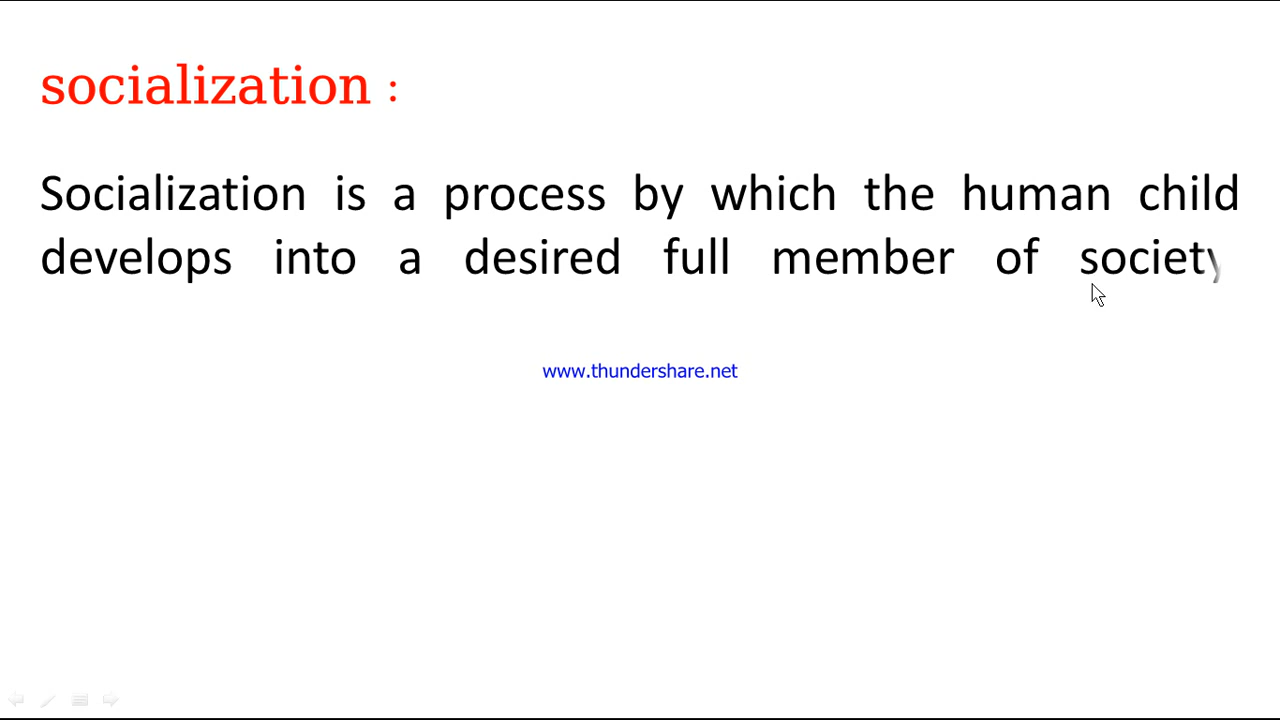 socialization :
Socialization is a process by which the human child
develops into a desired full member of society
www.thundershare.net